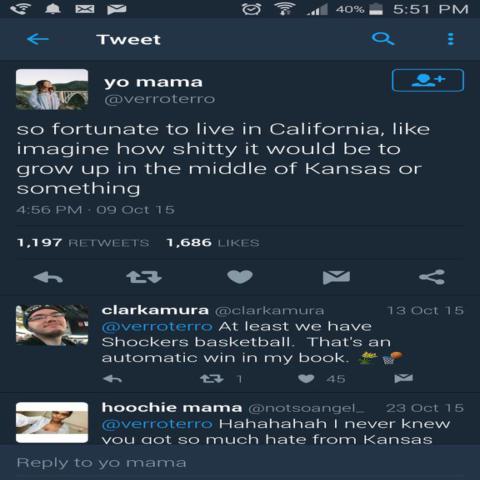 40% 5:51 PM
Tweet
yo mama
@verroterro
so fortunate to live in California, like
imagine how shitty it would be to
grow up in the middle of Kansas or
something
4:56 PM · 09 Oct 15
1,197 RETWEETS 1,686 LIKES
clarkamura @clarkamura 13 Oct 15
@verroterro At least we have
Shockers basketball. That's an
automatic win in my book. 🌼🏀
1 45
hoochie mama @notsoangel_ 23 Oct 15
@verroterro Hahahahah I never knew
you got so much hate from Kansas
Reply to yo mama